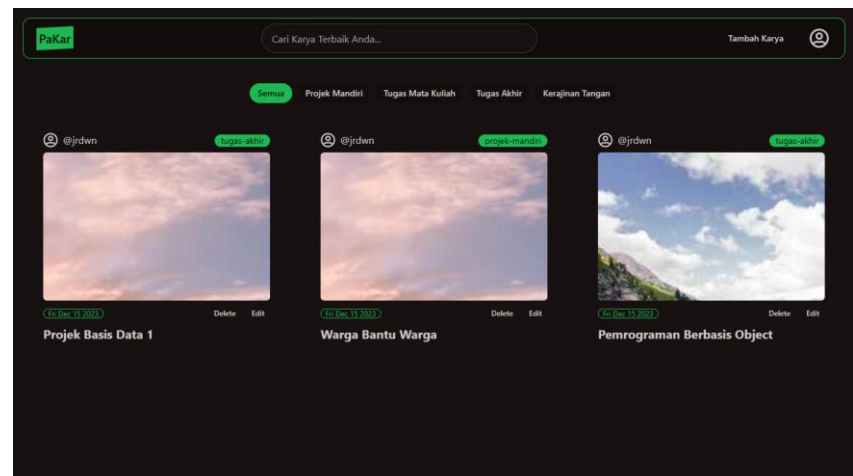 PaKar
Cari Karya Terbaik Anda...
Tambah Karya
Semua Projek Mandiri Tugas Mata Kuliah Tugas Akhir Kerajinan Tangan
@jrdwn tugas-akhir
@jrdwn projek-mandiri
@jrdwn tugas-akhir
Fri Dec 15 2023 Delete Edit
Fri Dec 15 2023 Delete Edit
Fri Dec 15 2023 Delete Edit
Projek Basis Data 1
Warga Bantu Warga
Pemrograman Berbasis Object